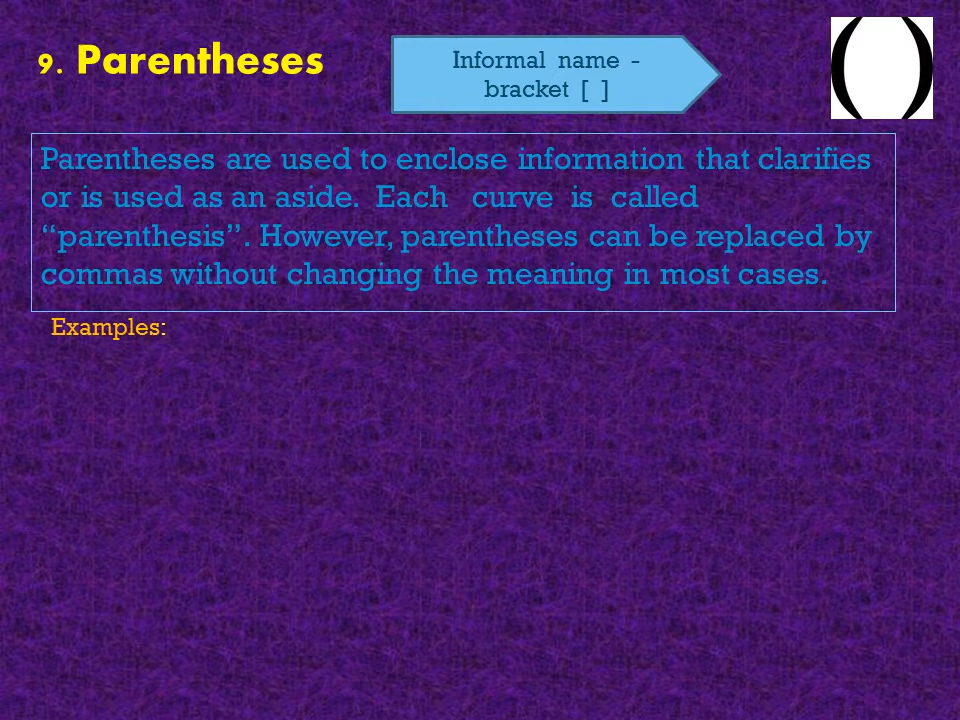 9. Parentheses
Informal name -
bracket [ ]
()
Parentheses are used to enclose information that clarifies
or is used as an aside. Each curve is called
“parenthesis”. However, parentheses can be replaced by
commas without changing the meaning in most cases.
Examples: